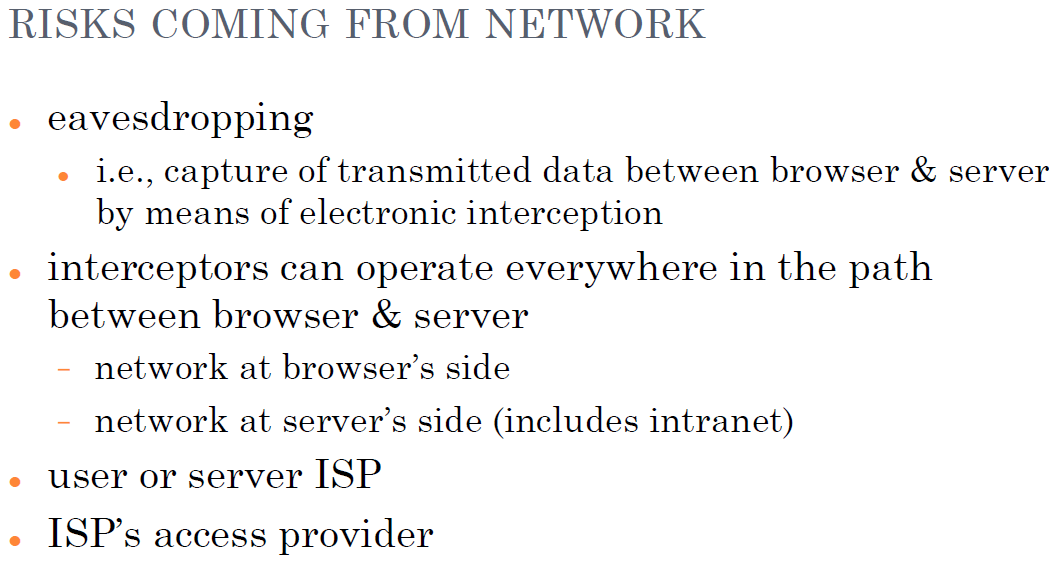 RISKS COMING FROM NETWORK
• eavesdropping
• i.e., capture of transmitted data between browser & server
by means of electronic interception
• interceptors can operate everywhere in the path
between browser & server
– network at browser’s side
– network at server’s side (includes intranet)
• user or server ISP
• ISP’s access provider